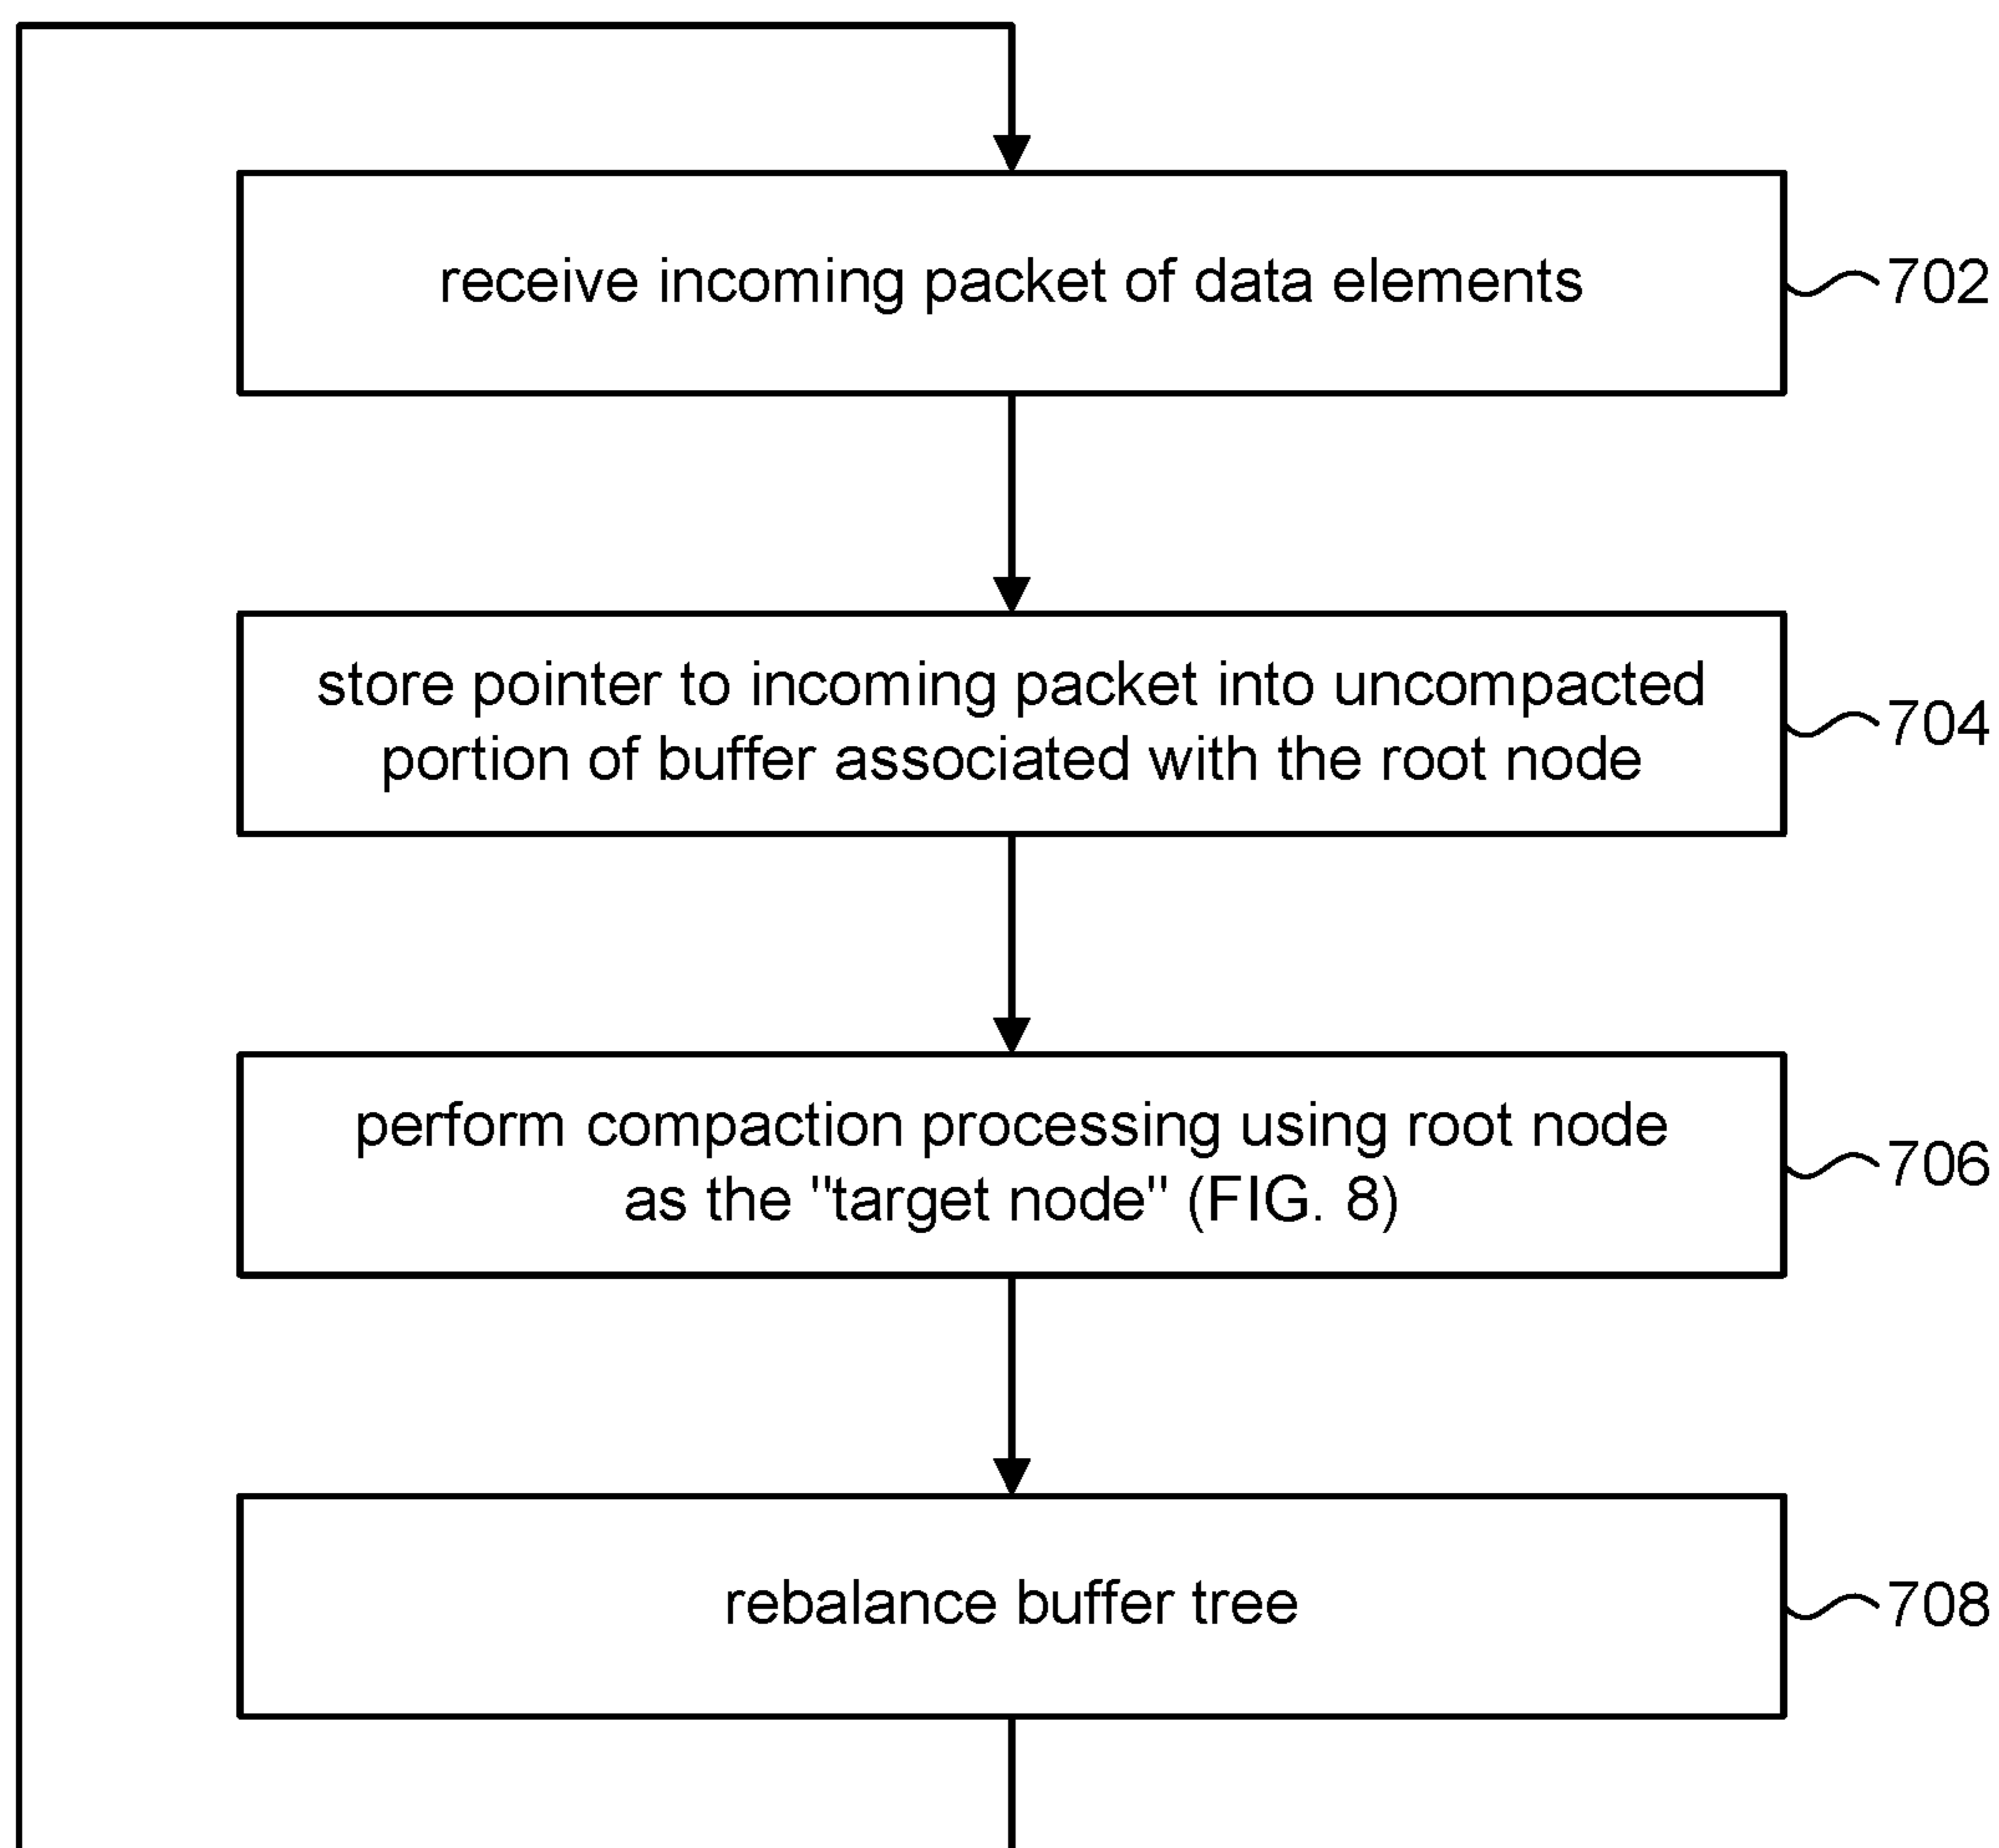 receive incoming packet of data elements
702
store pointer to incoming packet into uncompacted
portion of buffer associated with the root node
704
perform compaction processing using root node
as the "target node" (FIG. 8)
706
rebalance buffer tree
708